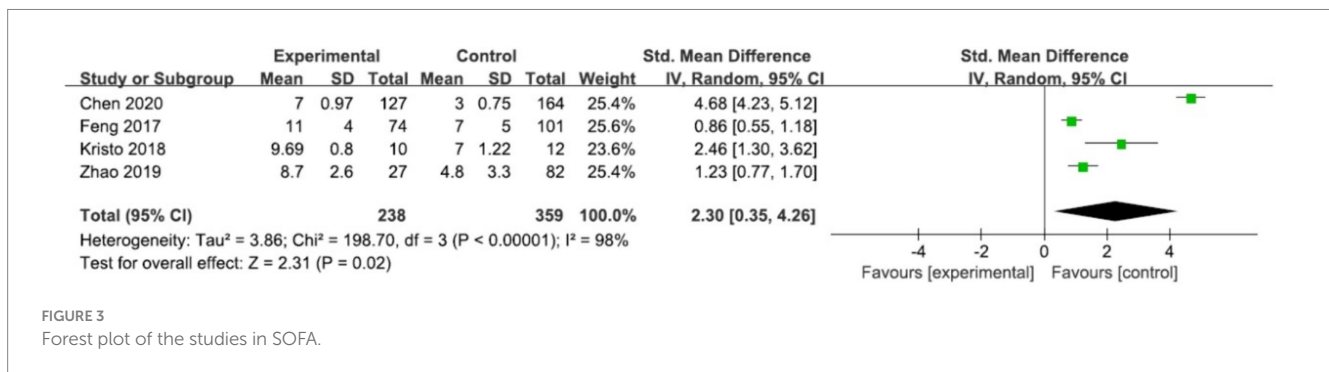 Experimental Control Std. Mean Difference Std. Mean Difference
Study or Subgroup Mean SD Total Mean SD Total Weight IV, Random, 95% CI IV, Random, 95% CI
Chen 2020 7 0.97 127 3 0.75 164 25.4% 4.68 [4.23, 5.12]
Feng 2017 11 4 74 7 5 101 25.6% 0.86 [0.55, 1.18]
Kristo 2018 9.69 0.8 10 7 1.22 12 23.6% 2.46 [1.30, 3.62]
Zhao 2019 8.7 2.6 27 4.8 3.3 82 25.4% 1.23 [0.77, 1.70]
Total (95% CI) 238 359 100.0% 2.30 [0.35, 4.26]
Heterogeneity: Tau² = 3.86; Chi² = 198.70, df = 3 (P < 0.00001); I² = 98%
Test for overall effect: Z = 2.31 (P = 0.02)
-4 -2 0 2 4
Favours [experimental] Favours [control]
FIGURE 3
Forest plot of the studies in SOFA.